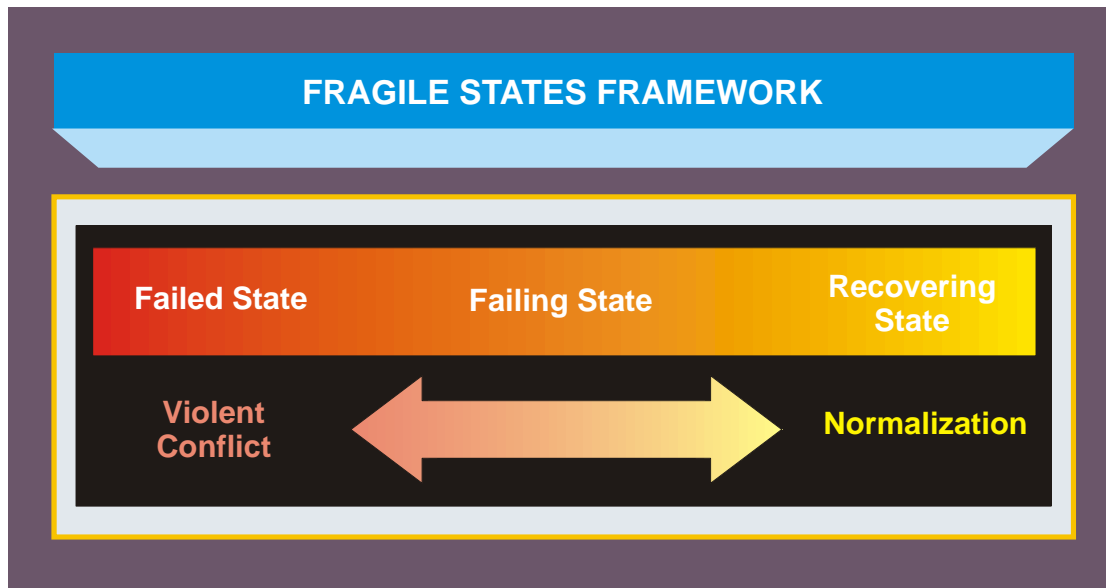 FRAGILE STATES FRAMEWORK
Failed State
Failing State
Recovering
State
Violent
Conflict
Normalization